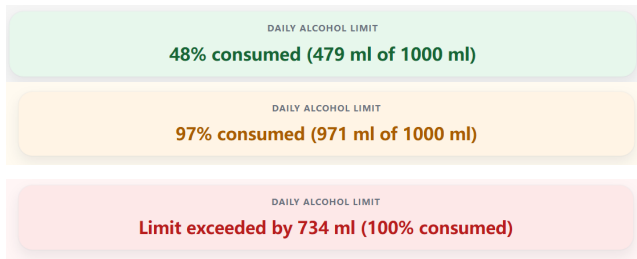 DAILY ALCOHOL LIMIT
48% consumed (479 ml of 1000 ml)
DAILY ALCOHOL LIMIT
97% consumed (971 ml of 1000 ml)
DAILY ALCOHOL LIMIT
Limit exceeded by 734 ml (100% consumed)